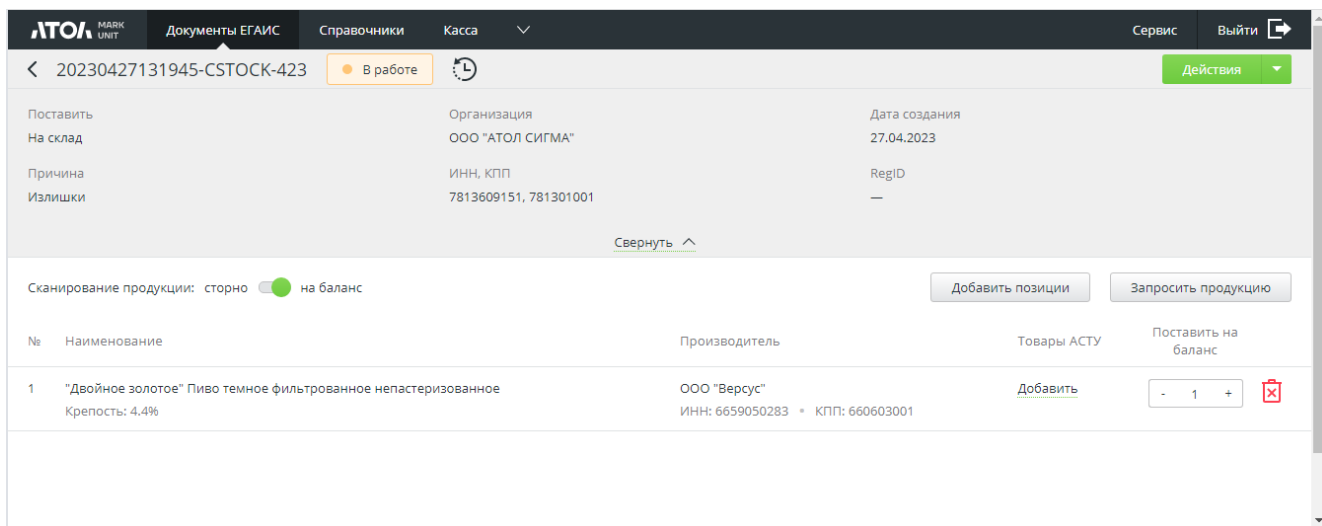 АТОЛ MARK UNIT Документы ЕГАИС Справочники Касса Сервис Выйти
20230427131945-CSTOCK-423 В работе Действия
Поставить Организация Дата создания
На склад ООО "АТОЛ СИГМА" 27.04.2023
Причина ИНН, КПП RegID
Излишки 7813609151, 781301001 —
Свернуть
Сканирование продукции: сторно на баланс Добавить позиции Запросить продукцию
№ Наименование Производитель Товары АСТУ Поставить на баланс
1 "Двойное золотое" Пиво темное фильтрованное непастеризованное ООО "Версус" Добавить - 1 +
Крепость: 4.4% ИНН: 6659050283 • КПП: 660603001